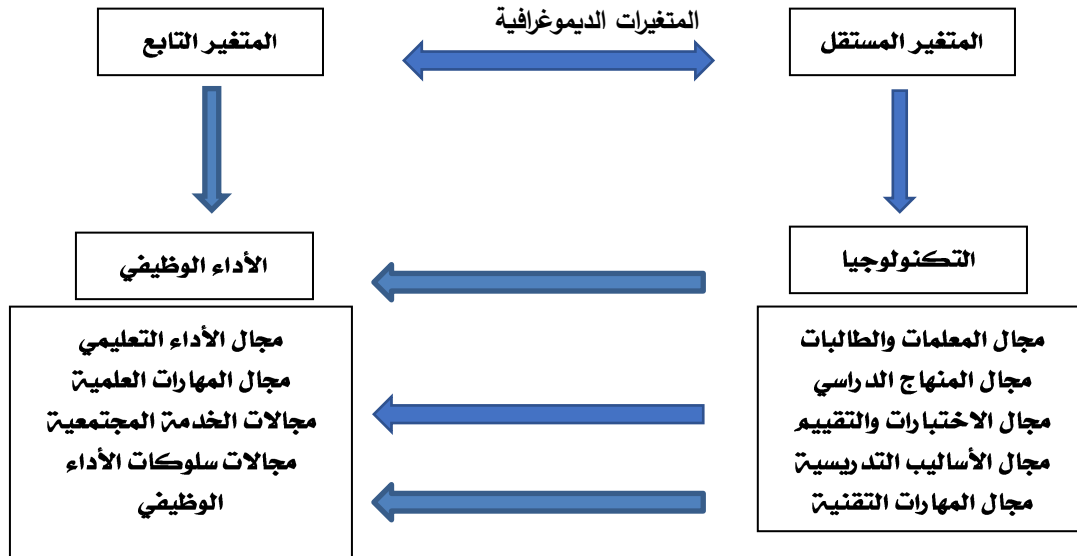 المتغيرات الديموغرافية
المتغير المستقل
المتغير التابع
التكنولوجيا
الأداء الوظيفي
مجال المعلمات والطالبات
مجال المنهاج الدراسي
مجال الاختبارات والتقييم
مجال الأساليب التدريسية
مجال المهارات التقنية
مجال الأداء التعليمي
مجال المهارات العلمية
مجالات الخدمة المجتمعية
مجالات سلوكات الأداء
الوظيفي